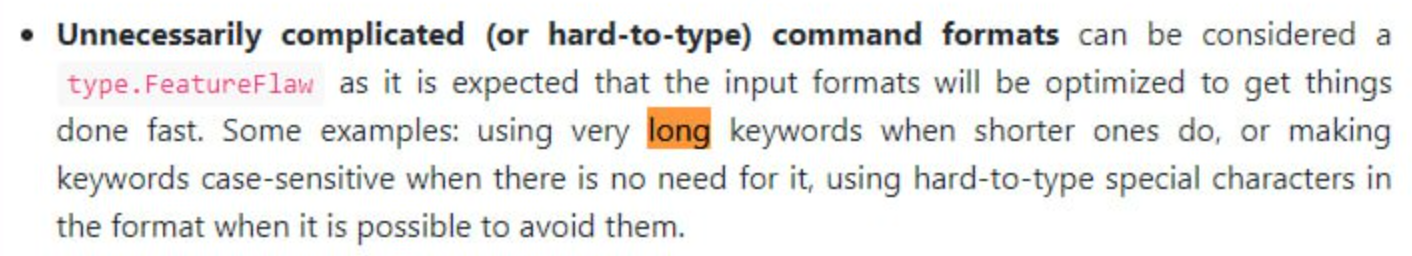 • Unnecessarily complicated (or hard-to-type) command formats can be considered a
type.FeatureFlaw as it is expected that the input formats will be optimized to get things
done fast. Some examples: using very long keywords when shorter ones do, or making
keywords case-sensitive when there is no need for it, using hard-to-type special characters in
the format when it is possible to avoid them.